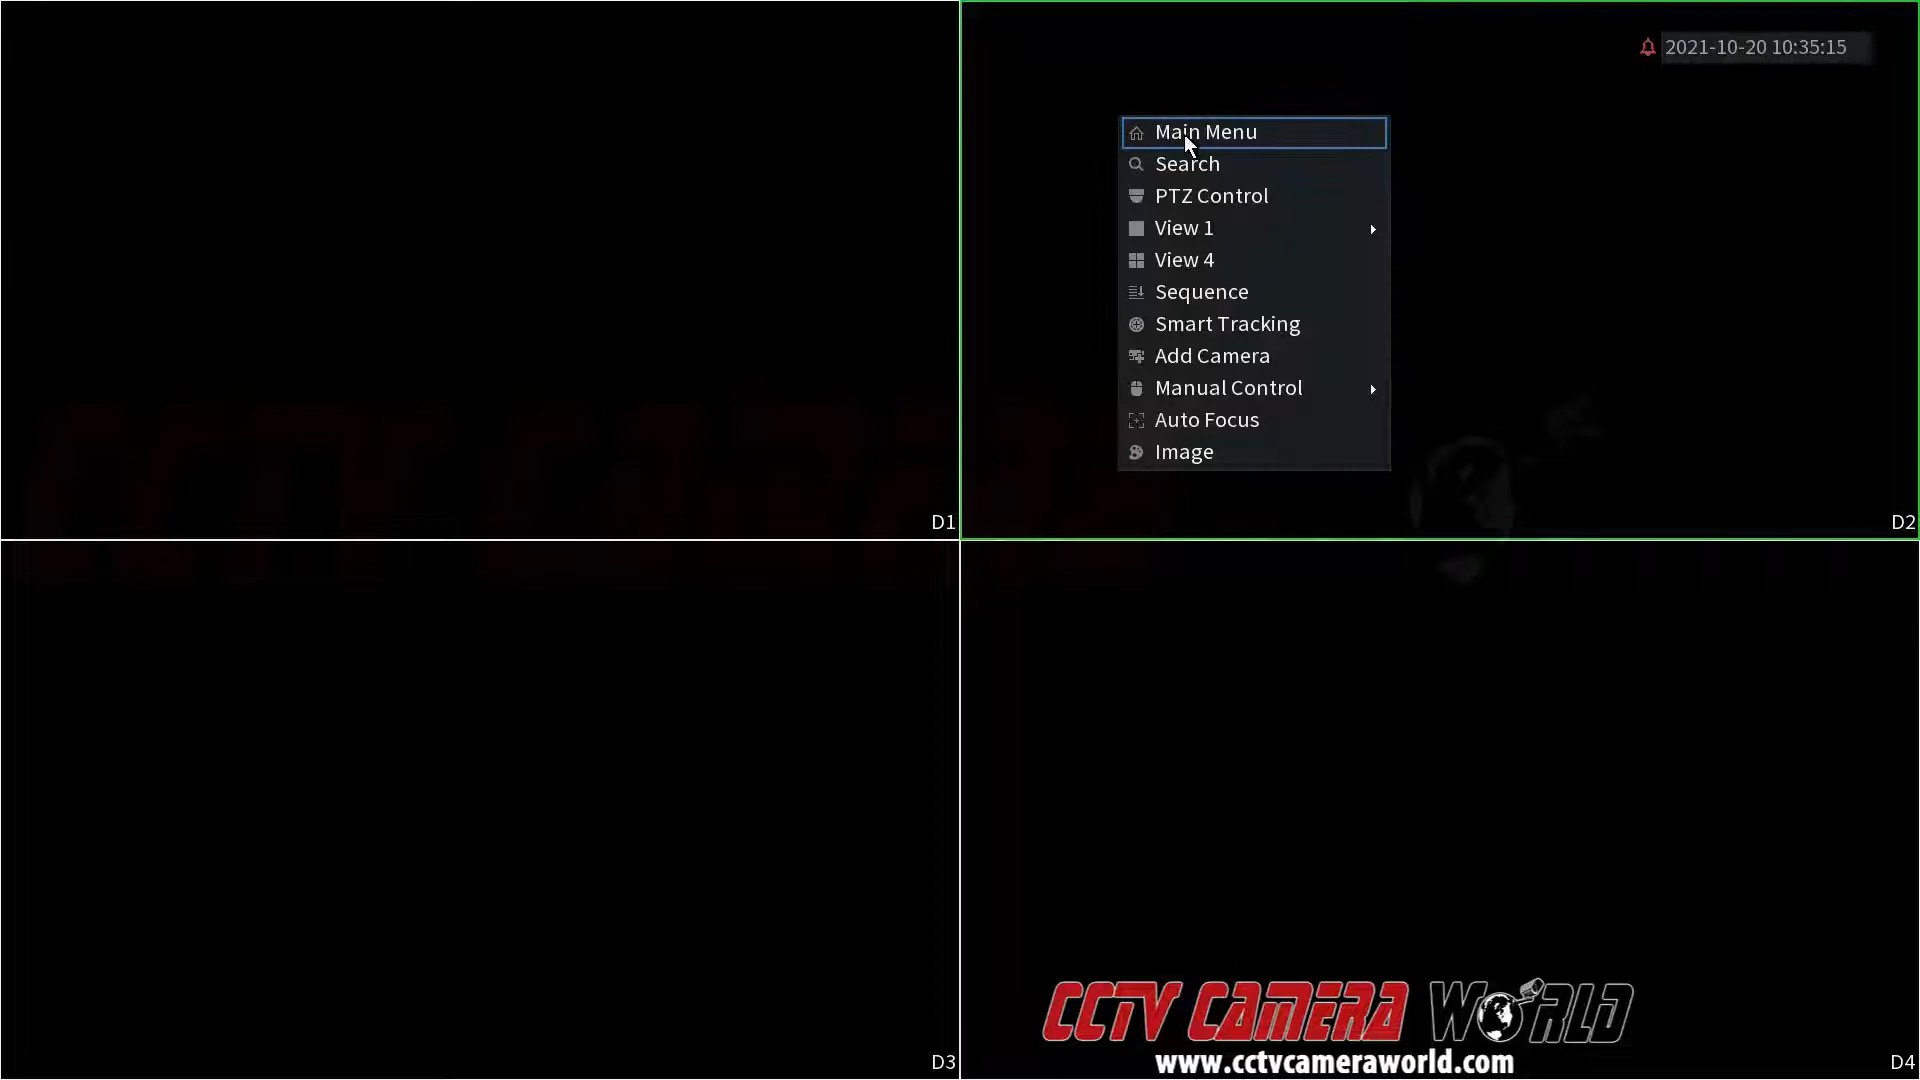 2021-10-20 10:35:15
Main Menu
Search
PTZ Control
View 1
View 4
Sequence
Smart Tracking
Add Camera
Manual Control
Auto Focus
Image
D1
D2
CCTV CAMERA WORLD
www.cctvcameraworld.com
D3
D4